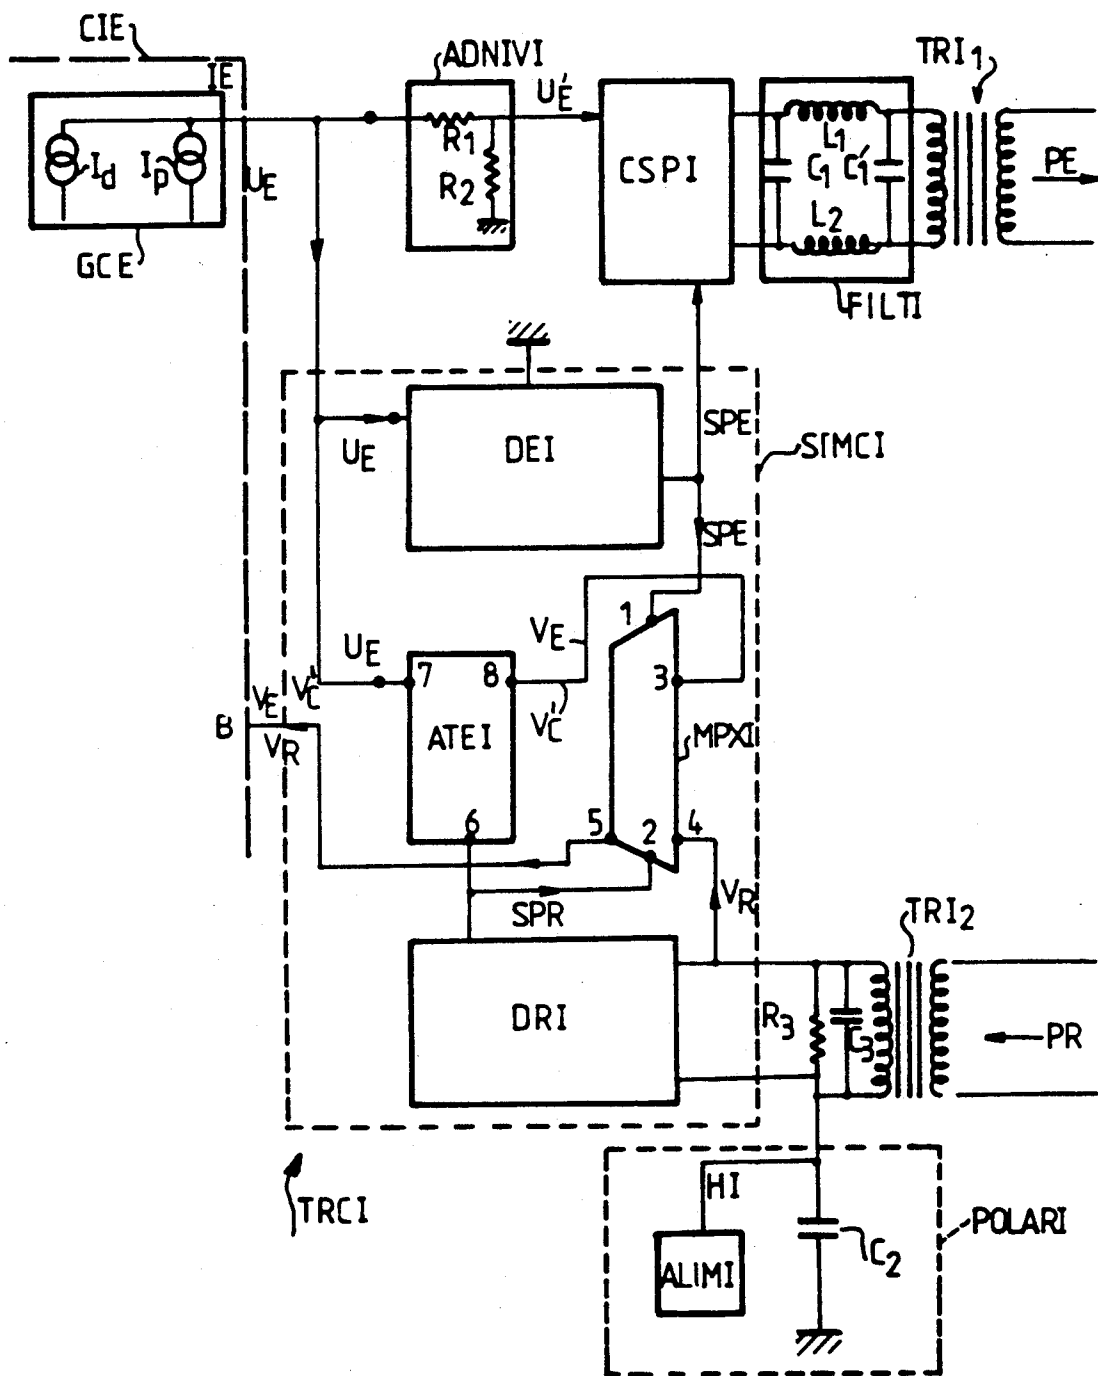 CIE
ADNIVI
TRI1
IE
U'E
R1
R2
CSPI
L1
C1
C'1
L2
PE
Id
Ip
UE
GCE
FILTI
SPE
UE
DEI
SIMCI
SPE
1
VE
UE
7
8
3
VE
V'C
V'C
B
VR
ATEI
MPXI
6
5
2
4
SPR
VR
TRI2
DRI
R3
C3
PR
TRCI
HI
POLARI
ALIMI
C2